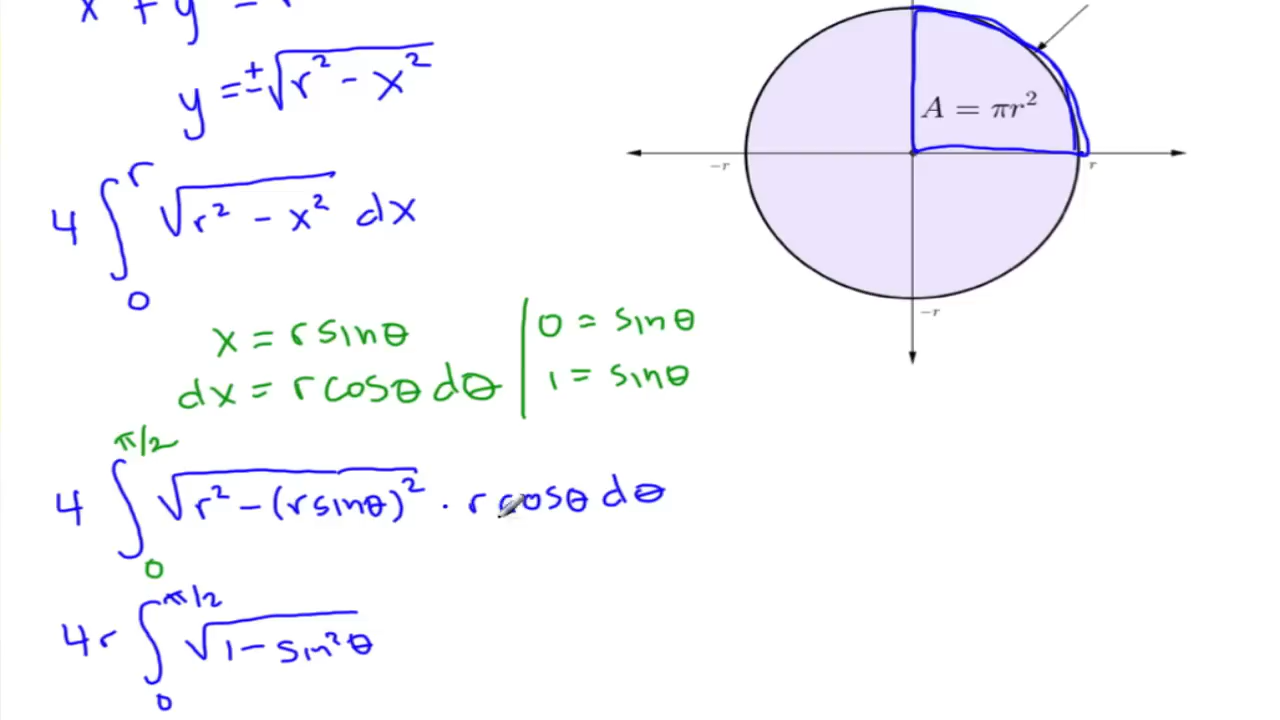 x + y =
y = ±√(r² − x²)
A = πr²
−r
r
4 ∫₀^r √(r² − x²) dx
−r
x = r sinθ
0 = sinθ
dx = r cosθ dθ
1 = sinθ
4 ∫₀^(π/2) √(r² − (r sinθ)²) · r cosθ dθ
4r ∫₀^(π/2) √(1 − sin²θ)